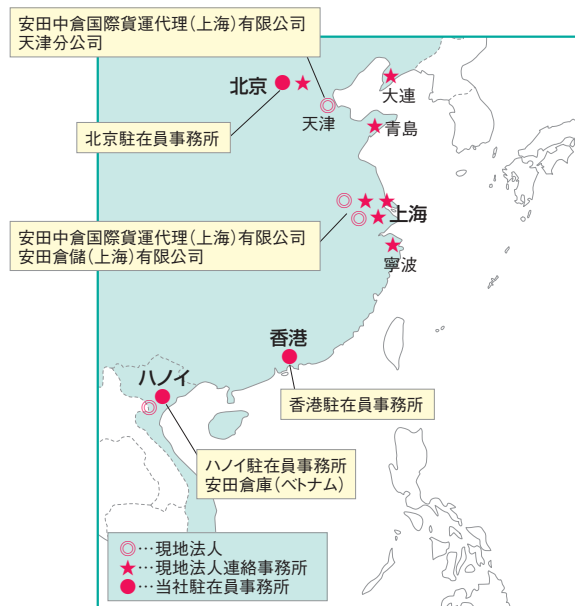 安田中倉国際貨運代理（上海）有限公司
天津分公司
北京
大連
天津
青島
北京駐在員事務所
上海
安田中倉国際貨運代理（上海）有限公司
安田倉儲（上海）有限公司
寧波
香港
ハノイ
香港駐在員事務所
ハノイ駐在員事務所
安田倉庫（ベトナム）
◎…現地法人
★…現地法人連絡事務所
●…当社駐在員事務所